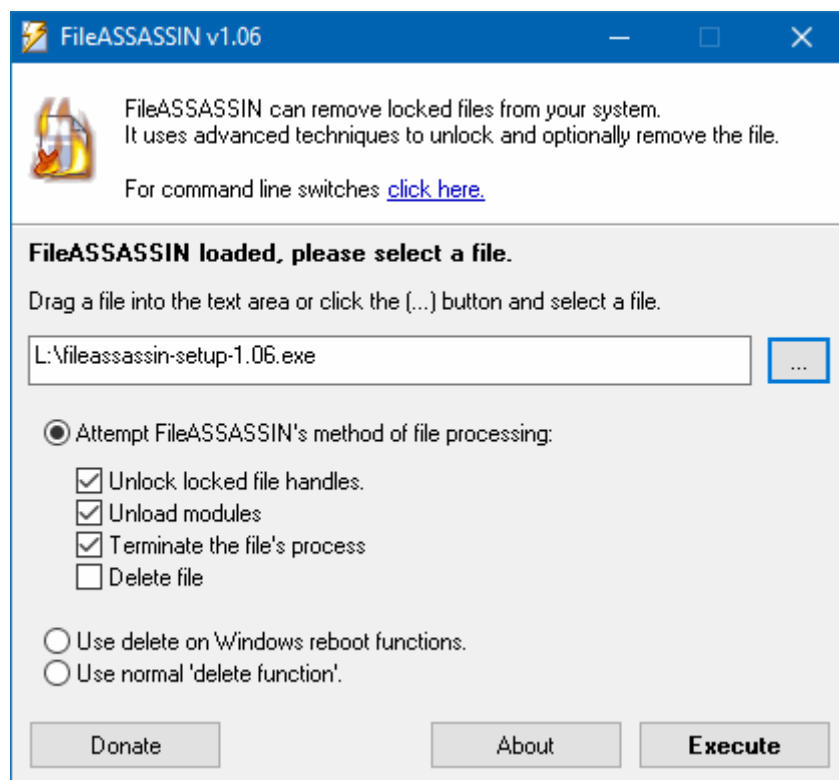 FileASSASSIN v1.06
FileASSASSIN can remove locked files from your system.
It uses advanced techniques to unlock and optionally remove the file.
For command line switches click here.
FileASSASSIN loaded, please select a file.
Drag a file into the text area or click the (...) button and select a file.
L:\fileassassin-setup-1.06.exe
...
Attempt FileASSASSIN's method of file processing:
Unlock locked file handles.
Unload modules
Terminate the file's process
Delete file
Use delete on Windows reboot functions.
Use normal 'delete function'.
Donate About Execute